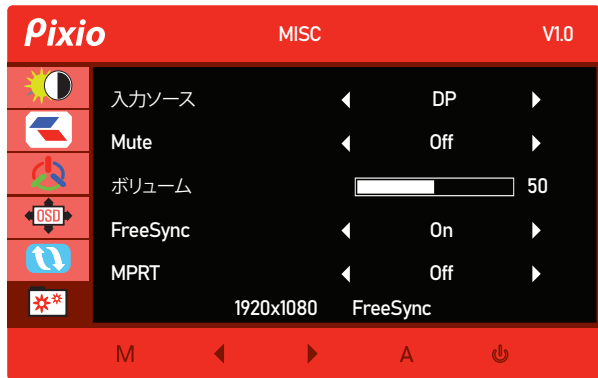 Pixio MISC V1.0
入力ソース DP
Mute Off
ボリューム 50
OSD
FreeSync On
MPRT Off
1920x1080 FreeSync
M A